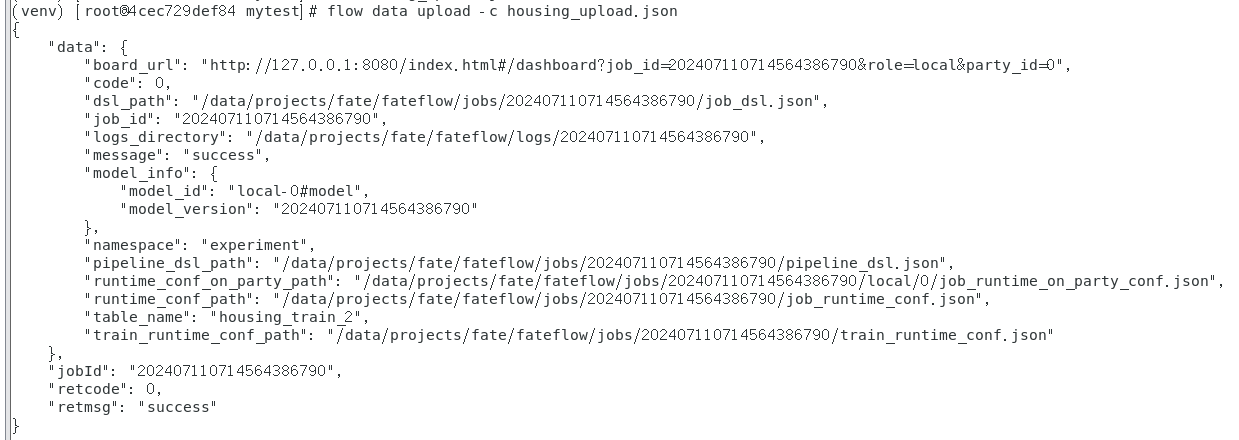 (venv) [root@4cec729def84 mytest]# flow data upload -c housing_upload.json
{
    "data": {
        "board_url": "http://127.0.0.1:8080/index.html#/dashboard?job_id=202407110714564386790&role=local&party_id=0",
        "code": 0,
        "dsl_path": "/data/projects/fate/fateflow/jobs/202407110714564386790/job_dsl.json",
        "job_id": "202407110714564386790",
        "logs_directory": "/data/projects/fate/fateflow/logs/202407110714564386790",
        "message": "success",
        "model_info": {
            "model_id": "local-0#model",
            "model_version": "202407110714564386790"
        },
        "namespace": "experiment",
        "pipeline_dsl_path": "/data/projects/fate/fateflow/jobs/202407110714564386790/pipeline_dsl.json",
        "runtime_conf_on_party_path": "/data/projects/fate/fateflow/jobs/202407110714564386790/local/0/job_runtime_on_party_conf.json",
        "runtime_conf_path": "/data/projects/fate/fateflow/jobs/202407110714564386790/job_runtime_conf.json",
        "table_name": "housing_train_2",
        "train_runtime_conf_path": "/data/projects/fate/fateflow/jobs/202407110714564386790/train_runtime_conf.json"
    },
    "jobId": "202407110714564386790",
    "retcode": 0,
    "retmsg": "success"
}